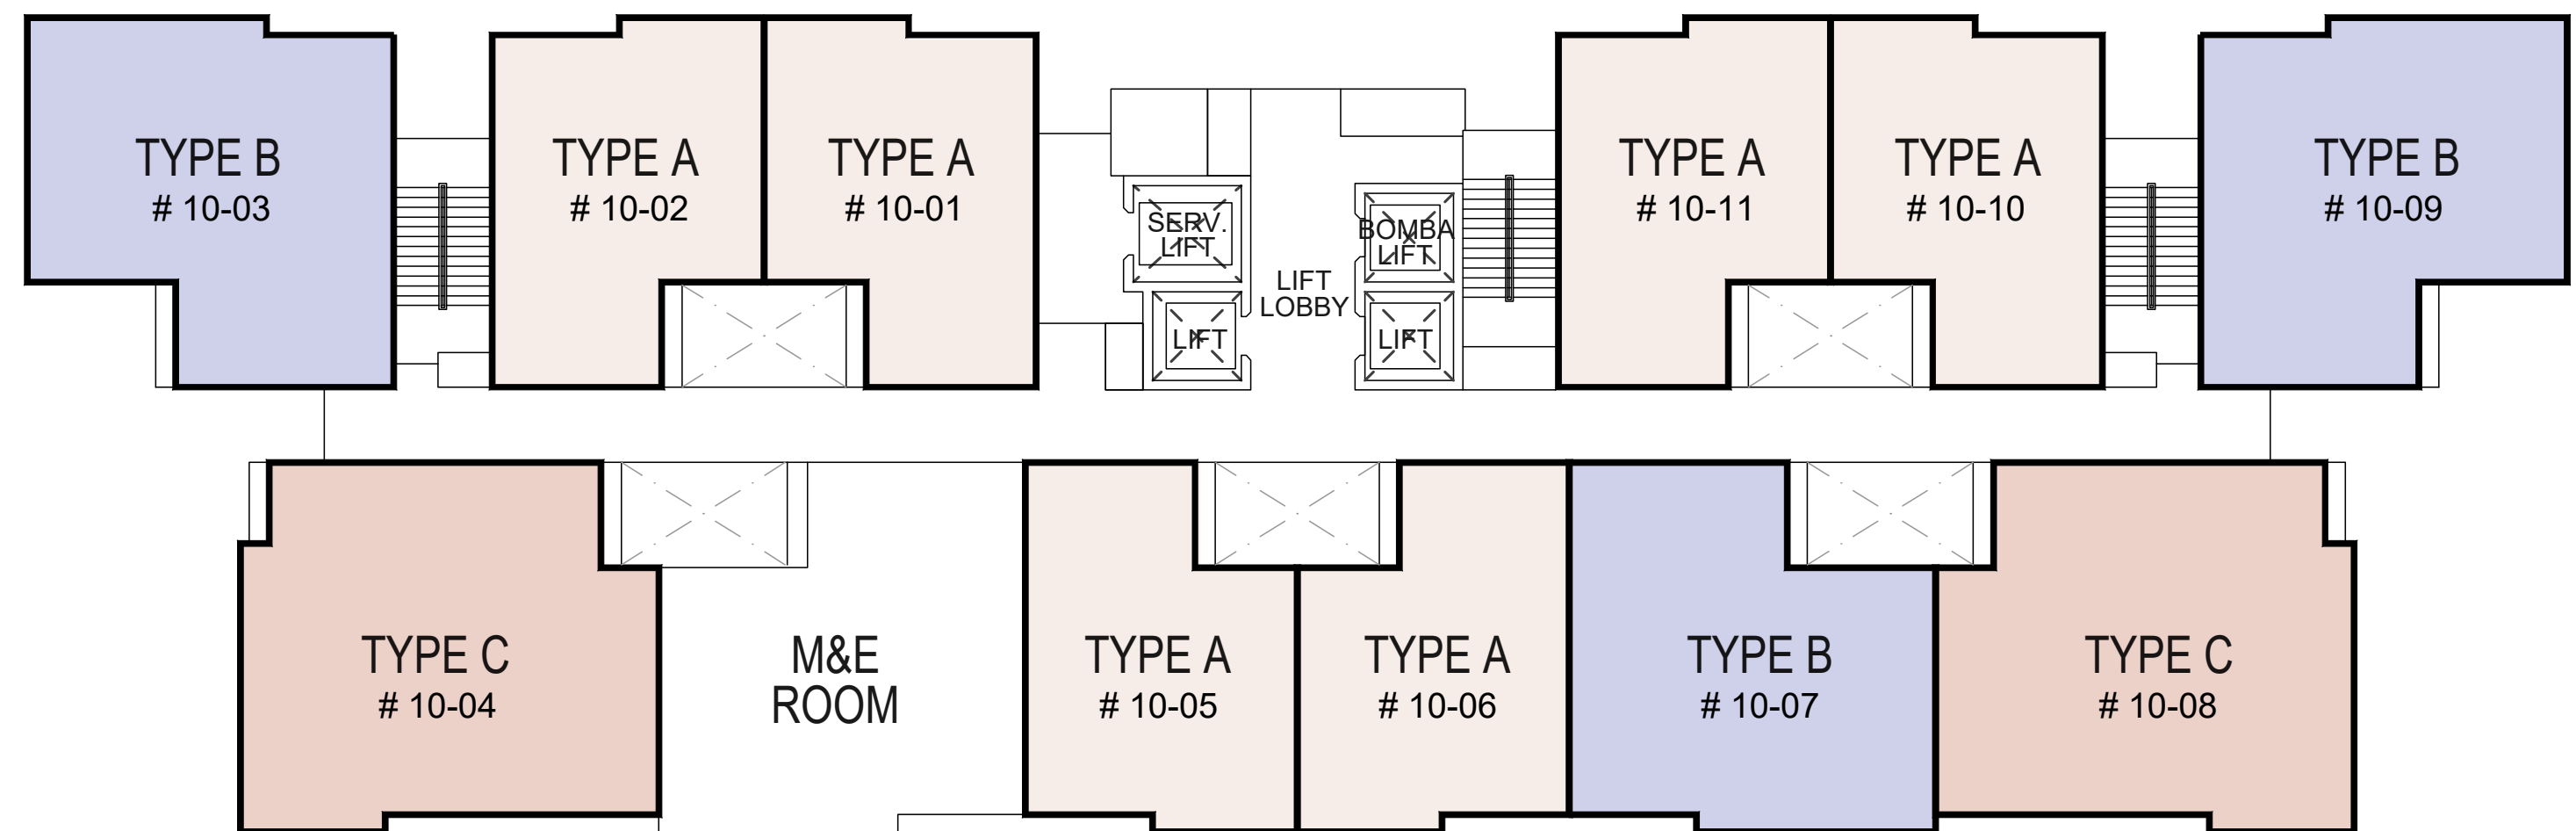 TYPE B
# 10-03
TYPE A
# 10-02
TYPE A
# 10-01
SERV.
LIFT
LIFT
LIFT
LOBBY
BOMBA
LIFT
LIFT
TYPE A
# 10-11
TYPE A
# 10-10
TYPE B
# 10-09
TYPE C
# 10-04
M&E
ROOM
TYPE A
# 10-05
TYPE A
# 10-06
TYPE B
# 10-07
TYPE C
# 10-08